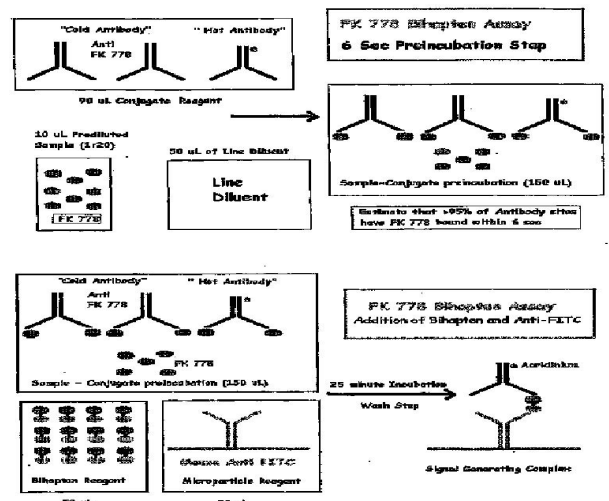 "Cold Antibody" " Hot Antibody"
Anti
FK 778
90 uL Conjugate Reagent
FK 778 Bihapten Assay
6 Sec Preincubation Step
10 uL Prediluted
Sample (1:20)
FK 778
50 uL of Line Diluent
Line
Diluent
Sample-Conjugate preincubation (150 uL)
Estimate that >95% of Antibody sites
have FK 778 bound within 6 sec
"Cold Antibody" " Hot Antibody"
Anti
FK 778
FK 778
Sample - Conjugate preincubation (150 uL)
FK 778 Bihapten Assay
Addition of Bihapten and Anti-FITC
25 minute Incubation
Wash Step
Acridinium
Signal Generating Complex
Bihapten Reagent
Mouse Anti FITC
Microparticle Reagent